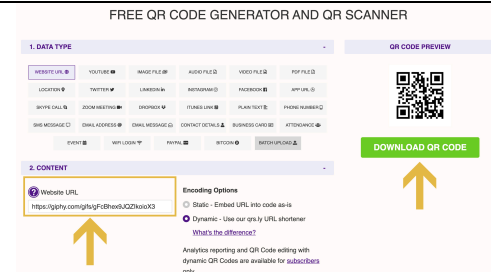 FREE QR CODE GENERATOR AND QR SCANNER
1. DATA TYPE -
WEBSITE URL YOUTUBE IMAGE FILE AUDIO FILE VIDEO FILE PDF FILE
LOCATION TWITTER LINKEDIN INSTAGRAM FACEBOOK APP URL
SKYPE CALL ZOOM MEETING DROPBOX ITUNES LINK PLAIN TEXT PHONE NUMBER
SMS MESSAGE EMAIL ADDRESS EMAIL MESSAGE CONTACT DETAILS BUSINESS CARD ATTENDANCE
EVENT WIFI LOGIN PAYPAL BITCOIN BATCH UPLOAD
2. CONTENT -
? Website URL
https://giphy.com/gifs/gFcBhex9JQZIkoioX3
Encoding Options
Static - Embed URL into code as-is
Dynamic - Use our qrs.ly URL shortener
What's the difference?
Analytics reporting and QR Code editing with
dynamic QR Codes are available for subscribers
only
QR CODE PREVIEW
DOWNLOAD QR CODE